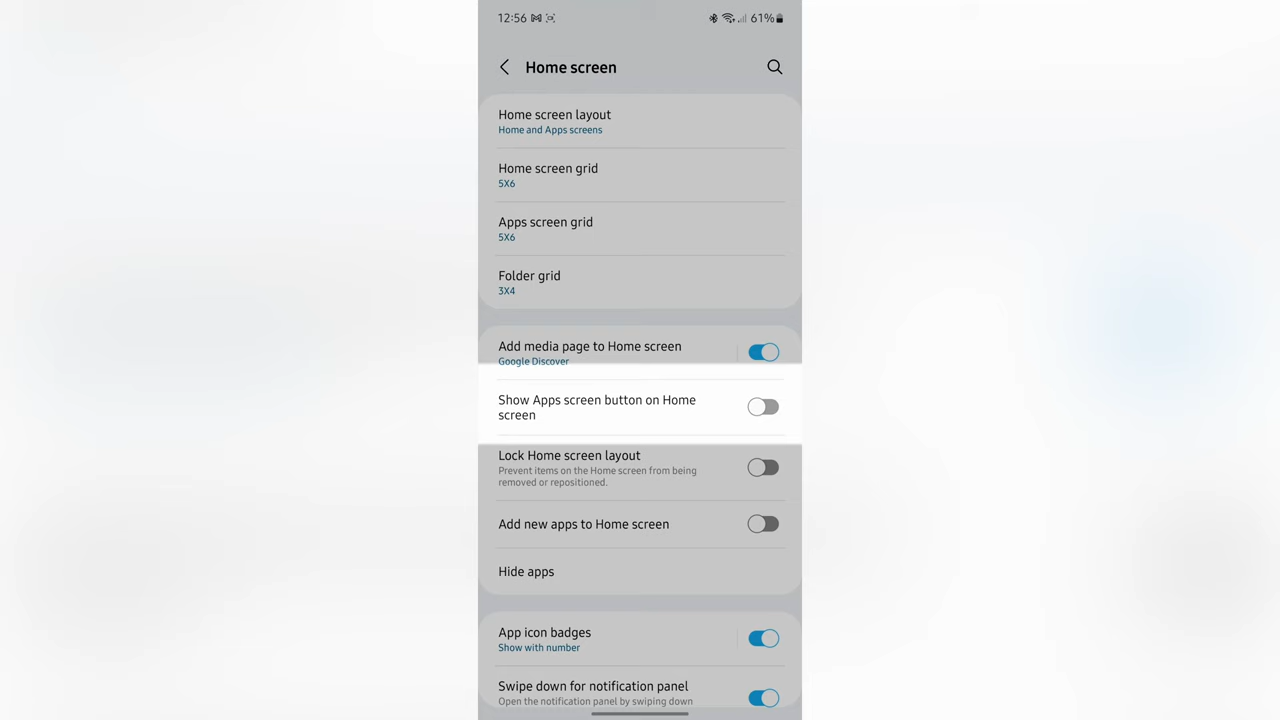 12:56
61%
Home screen
Home screen layout
Home and Apps screens
Home screen grid
5X6
Apps screen grid
5X6
Folder grid
3X4
Add media page to Home screen
Google Discover
Show Apps screen button on Home
screen
Lock Home screen layout
Prevent items on the Home screen from being
removed or repositioned.
Add new apps to Home screen
Hide apps
App icon badges
Show with number
Swipe down for notification panel
Open the notification panel by swiping down